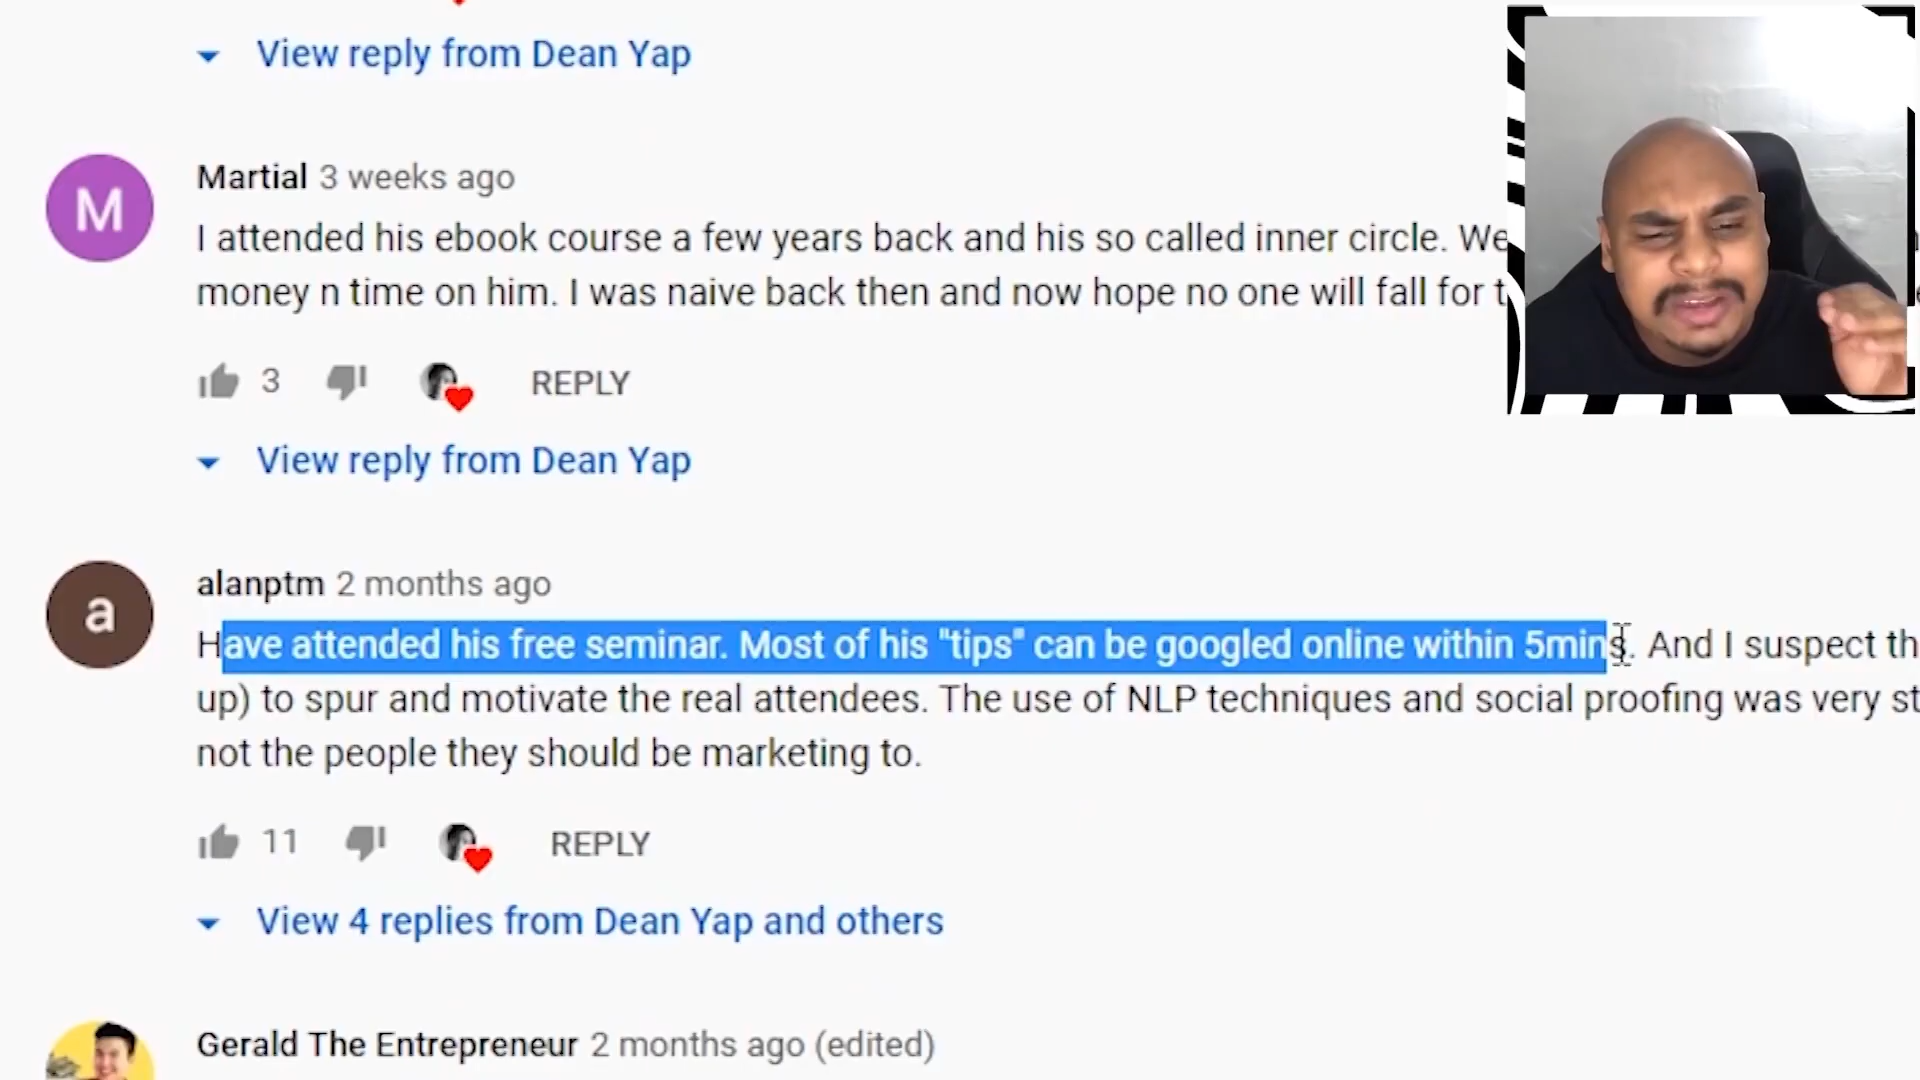 View reply from Dean Yap
M
Martial 3 weeks ago
I attended his ebook course a few years back and his so called inner circle. We
money n time on him. I was naive back then and now hope no one will fall for t
3
REPLY
View reply from Dean Yap
a
alanptm 2 months ago
Have attended his free seminar. Most of his "tips" can be googled online within 5mins. And I suspect th
up) to spur and motivate the real attendees. The use of NLP techniques and social proofing was very st
not the people they should be marketing to.
11
REPLY
View 4 replies from Dean Yap and others
Gerald The Entrepreneur 2 months ago (edited)